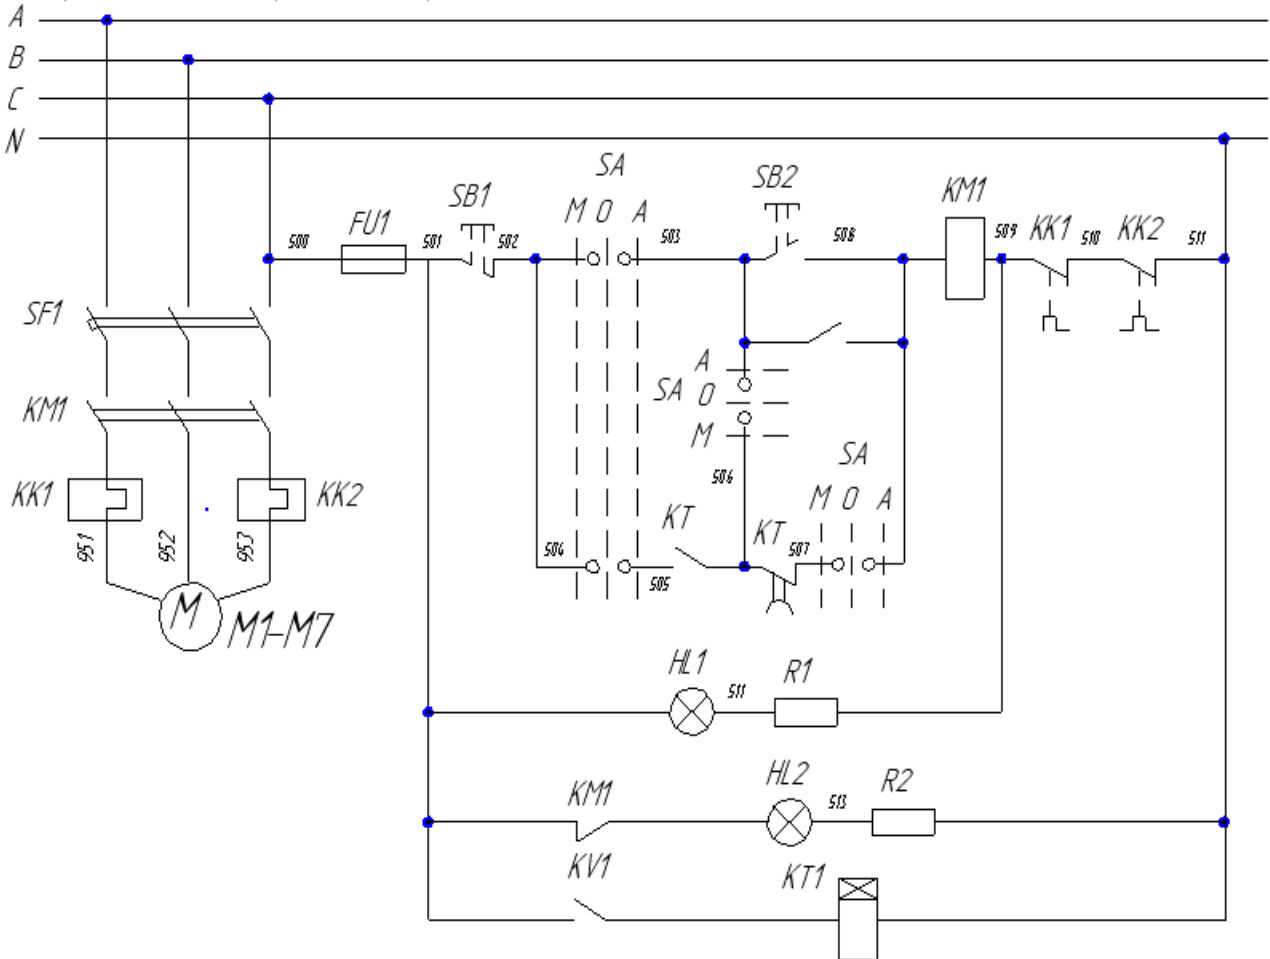 A
B
C
N
SA
SB1
SB2
KM1
M O A
FU1
500
501
502
503
508
509
KK1
510
KK2
511
SF1
A
SA O
M
KM1
506
SA
M O A
KK1
KK2
KT
KT
951
952
953
504
505
507
M
M1-M7
HL1
511
R1
HL2
513
R2
KM1
KV1
KT1